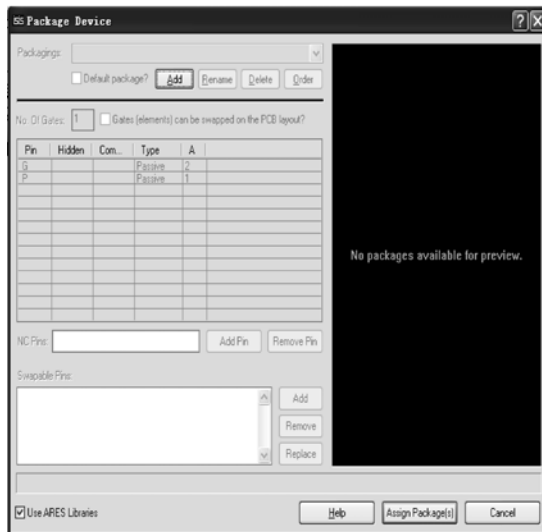 ISIS Package Device
Packagings:
Default package? Add Rename Delete Order
No. Of Gates: 1 Gates (elements) can be swapped on the PCB layout?
Pin Hidden Com... Type A
G Passive 2
P Passive 1
No packages available for preview.
NC Pins: Add Pin Remove Pin
Swapable Pins:
Add
Remove
Replace
Use ARES Libraries Help Assign Package(s) Cancel